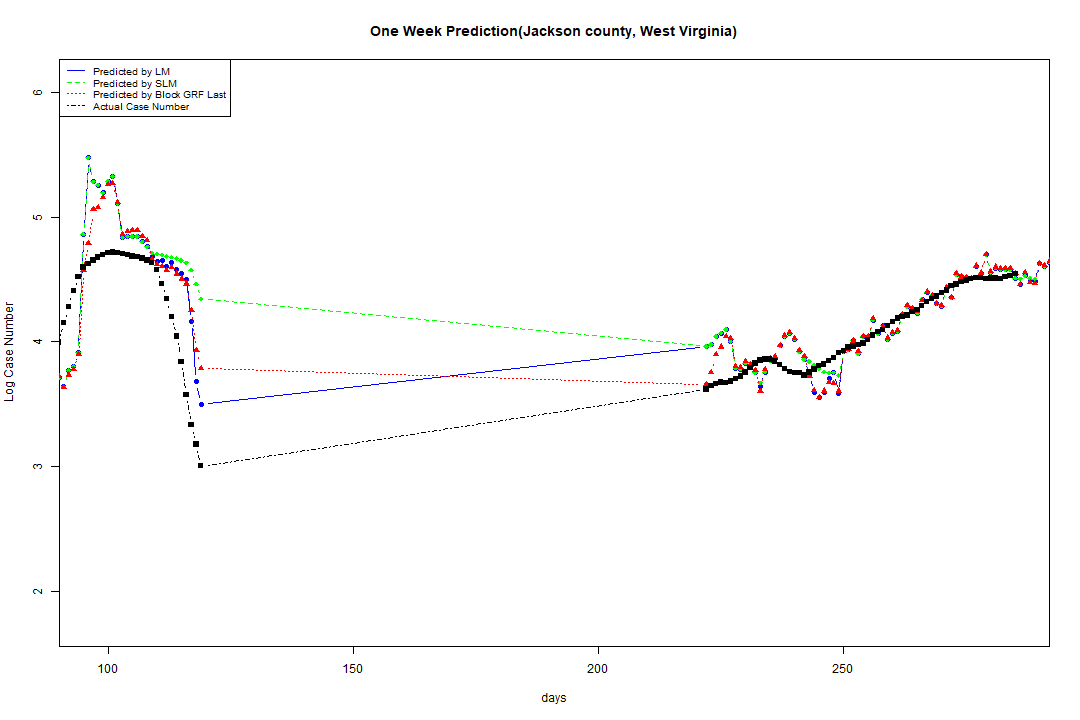 One Week Prediction(Jackson county, West Virginia)
Predicted by LM
Predicted by SLM
Predicted by Block GRF Last
Actual Case Number
6
5
4
3
2
Log Case Number
100 150 200 250
days